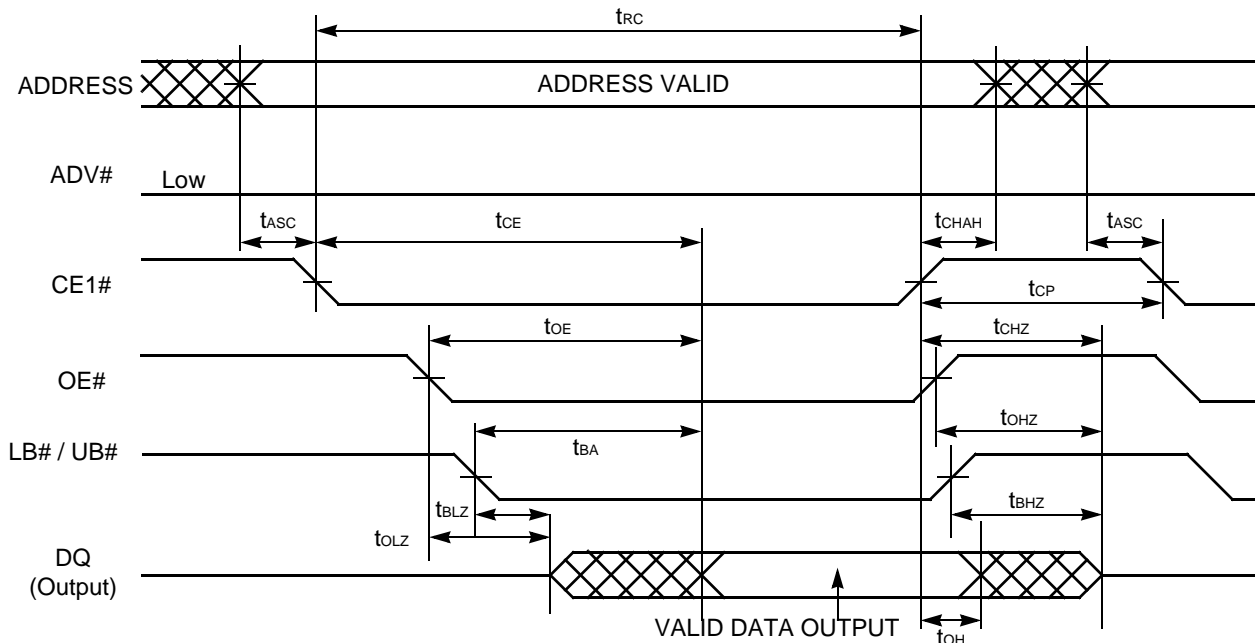 tRC
ADDRESS
ADDRESS VALID
ADV#
Low
tASC
tCE
tCHAH
tASC
CE1#
tCP
tOE
tCHZ
OE#
tOHZ
LB# / UB#
tBA
tBLZ
tBHZ
tOLZ
DQ
(Output)
VALID DATA OUTPUT
tOH